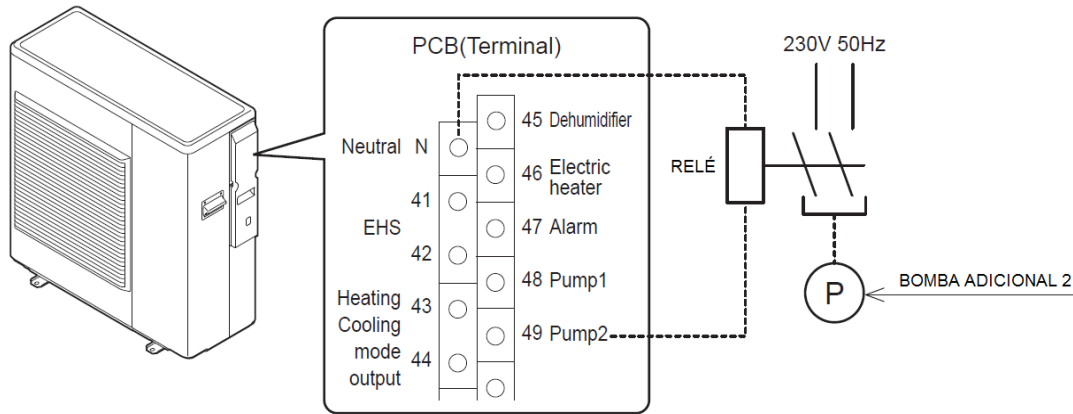 PCB(Terminal)
230V 50Hz
45 Dehumidifier
Neutral N
46 Electric
heater
RELÉ
41
EHS
47 Alarm
42
48 Pump1
BOMBA ADICIONAL 2
P
Heating
43
Cooling
mode
49 Pump2
44
output